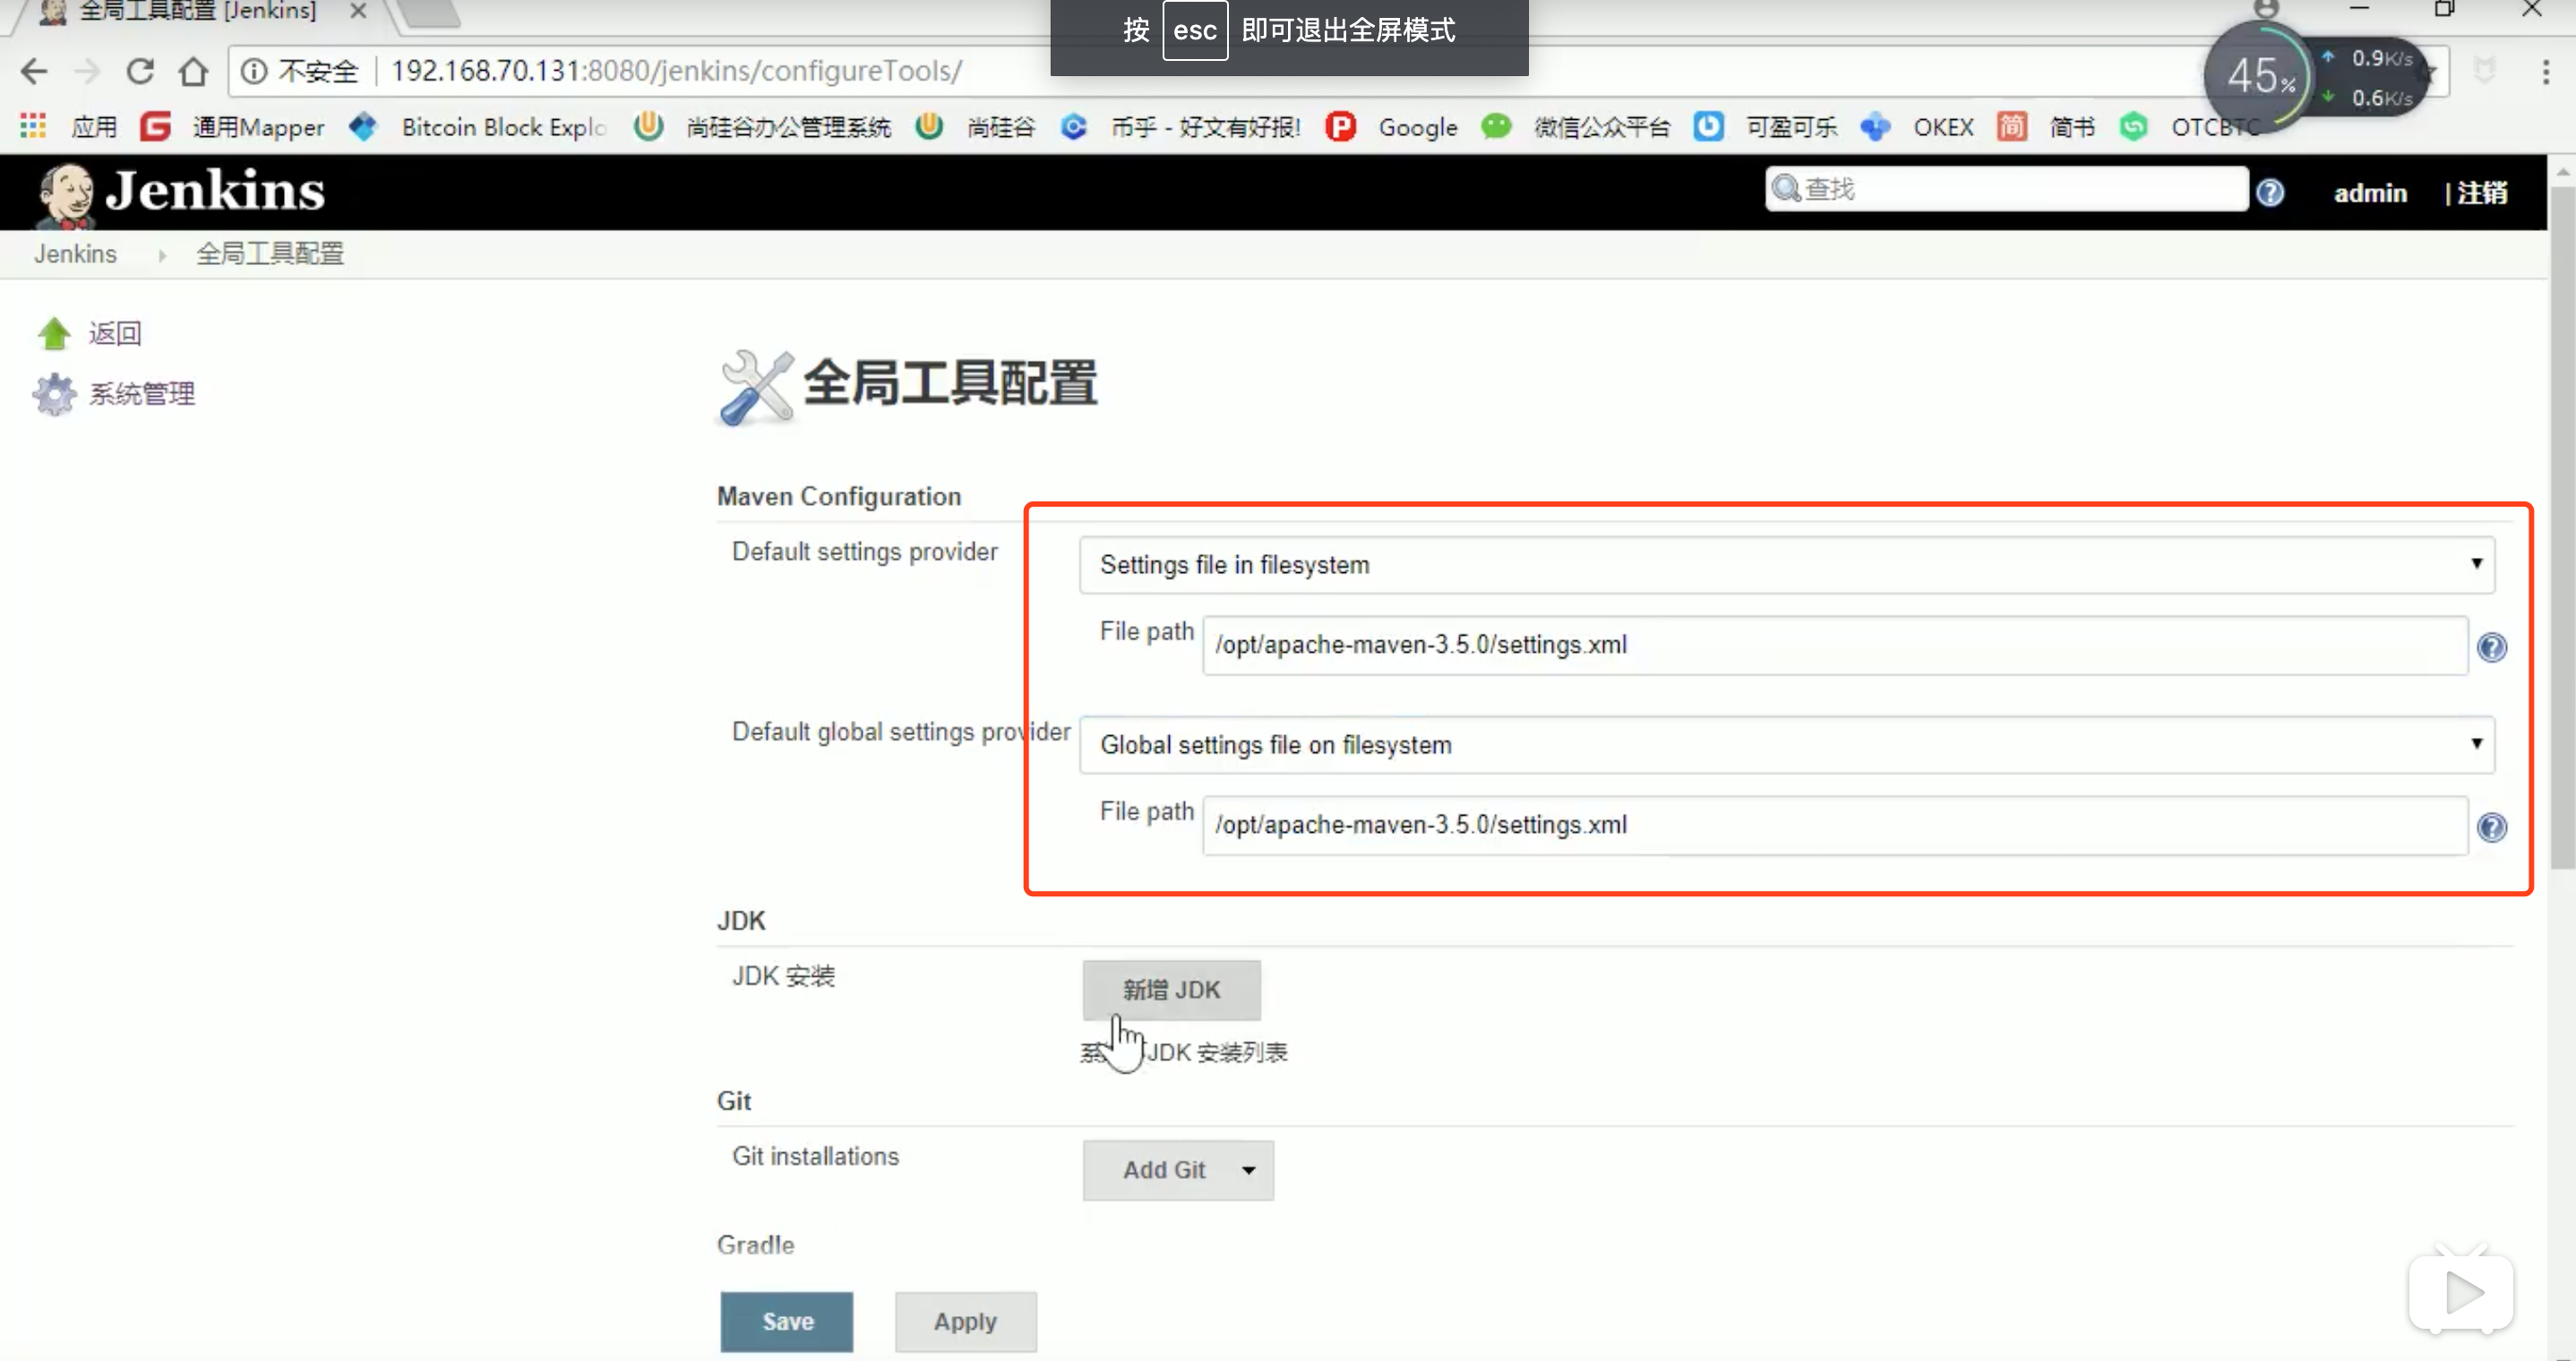 全局工具配置 [Jenkins]
按 esc 即可退出全屏模式
不安全 192.168.70.131:8080/jenkins/configureTools/
45% 0.9K/s
0.6K/s
应用 通用Mapper Bitcoin Block Explo 尚硅谷办公管理系统 尚硅谷 币乎 - 好文有好报! Google 微信公众平台 可盈可乐 OKEX 简书 OTCBTC
Jenkins 查找 admin | 注销
Jenkins 全局工具配置
返回
系统管理
全局工具配置
Maven Configuration
Default settings provider Settings file in filesystem
File path /opt/apache-maven-3.5.0/settings.xml
Default global settings provider Global settings file on filesystem
File path /opt/apache-maven-3.5.0/settings.xml
JDK
JDK 安装 新增 JDK
JDK 安装列表
Git
Git installations Add Git
Gradle
Save Apply